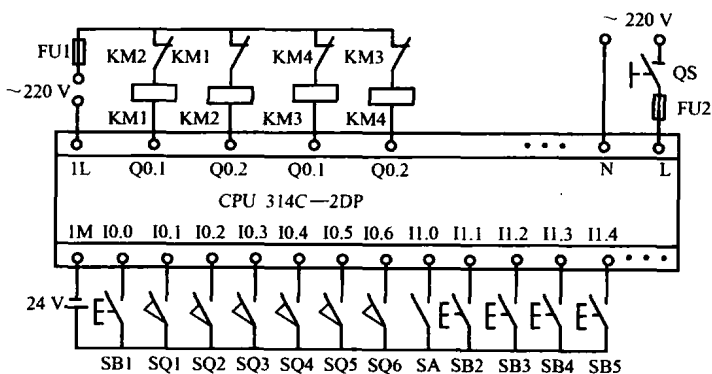 ~ 220 V
FU1
KM2
KM1
KM4
KM3
QS
~220 V
FU2
KM1
KM2
KM3
KM4
1L
Q0.1
Q0.2
Q0.1
Q0.2
N
L
CPU 314C—2DP
1M I0.0 I0.1 I0.2 I0.3 I0.4 I0.5 I0.6 I1.0 I1.1 I1.2 I1.3 I1.4
24 V
SB1 SQ1 SQ2 SQ3 SQ4 SQ5 SQ6 SA SB2 SB3 SB4 SB5